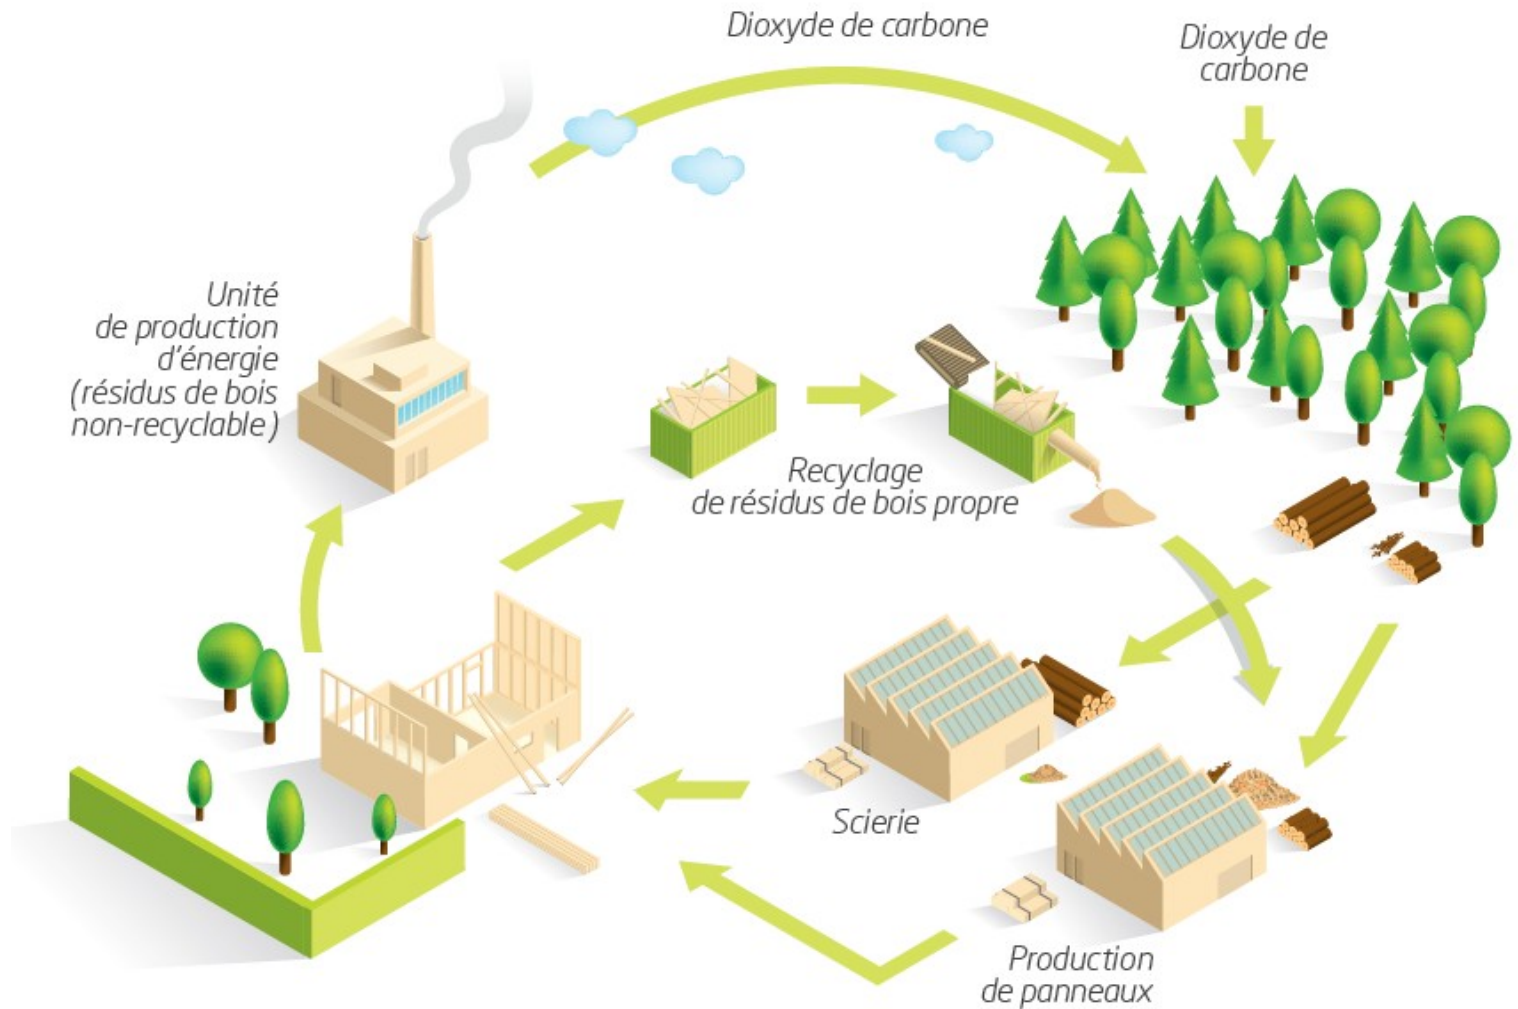 Dioxyde de carbone
Dioxyde de
carbone
Unité
de production
d'énergie
(résidus de bois
non-recyclable)
Recyclage
de résidus de bois propre
Scierie
Production
de panneaux